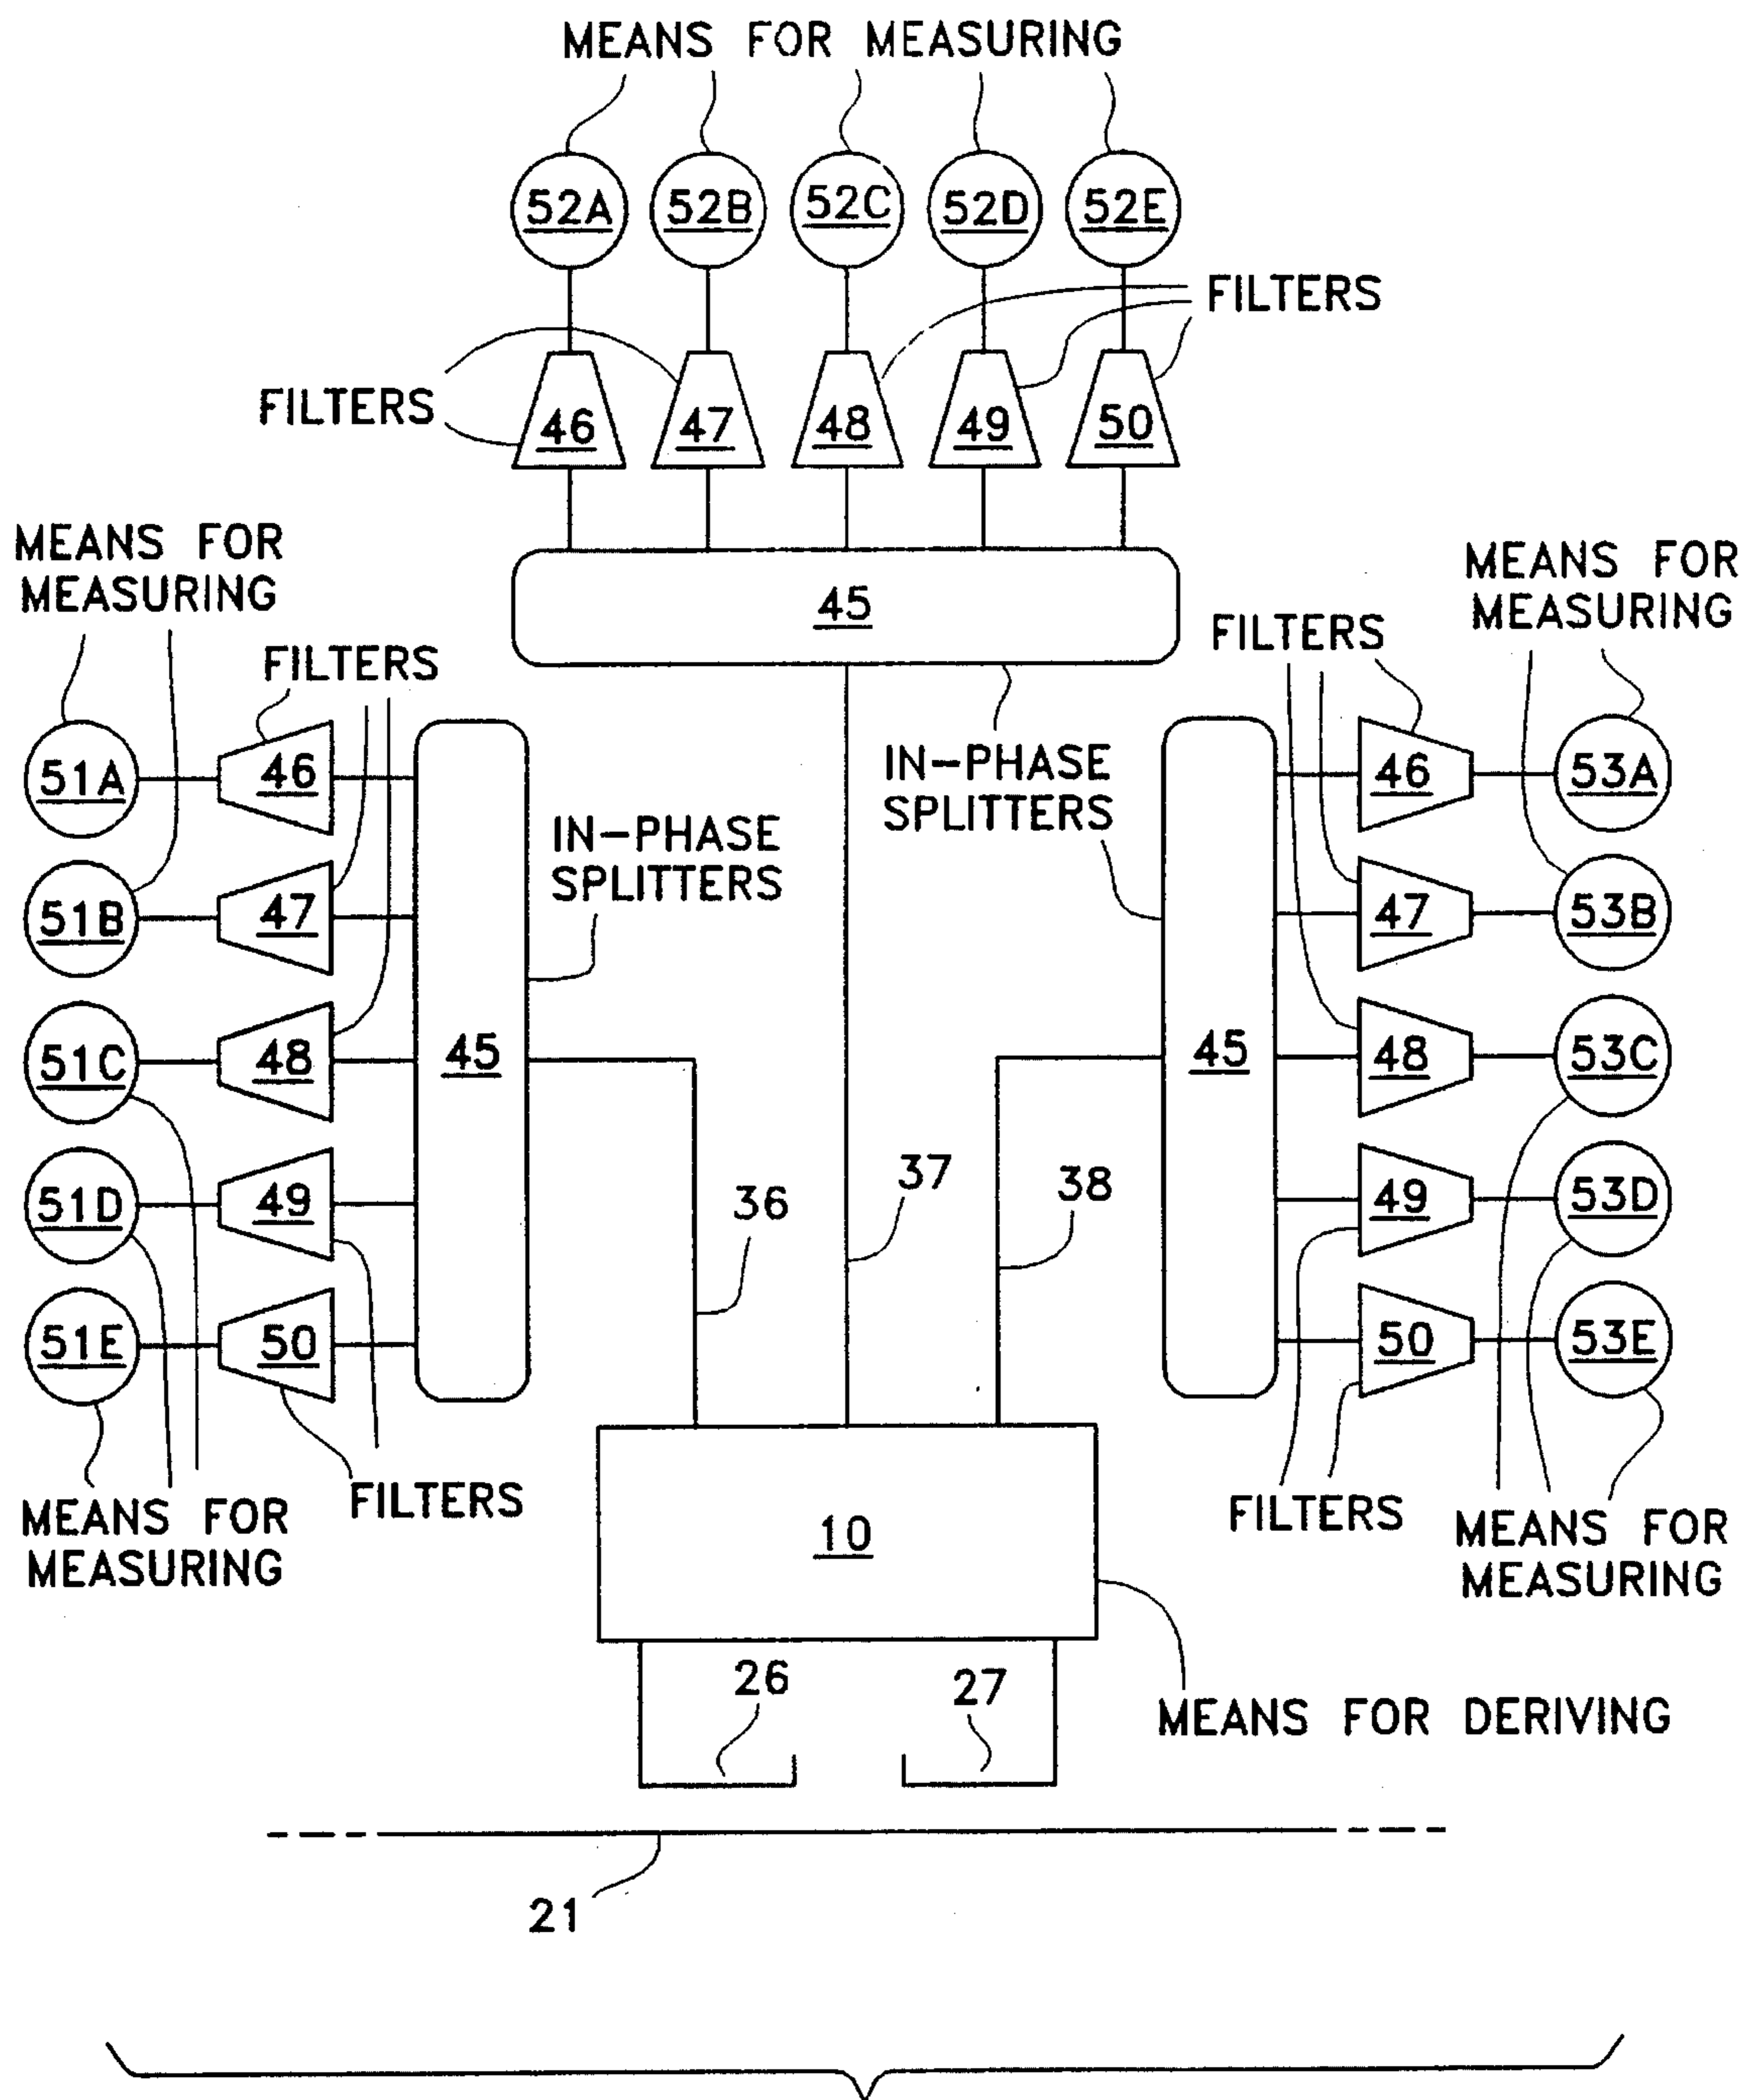 MEANS FOR MEASURING
52A 52B 52C 52D 52E
FILTERS
FILTERS
46 47 48 49 50
MEANS FOR
MEASURING
45
MEANS FOR
MEASURING
FILTERS
FILTERS
51A 46
IN-PHASE
SPLITTERS
46 53A
IN-PHASE
SPLITTERS
51B 47
47 53B
51C 48 45
45 48 53C
51D 49
36
37
38
49 53D
51E 50
50 53E
FILTERS
MEANS FOR
MEASURING
FILTERS
MEANS FOR
MEASURING
10
26
27
MEANS FOR DERIVING
21